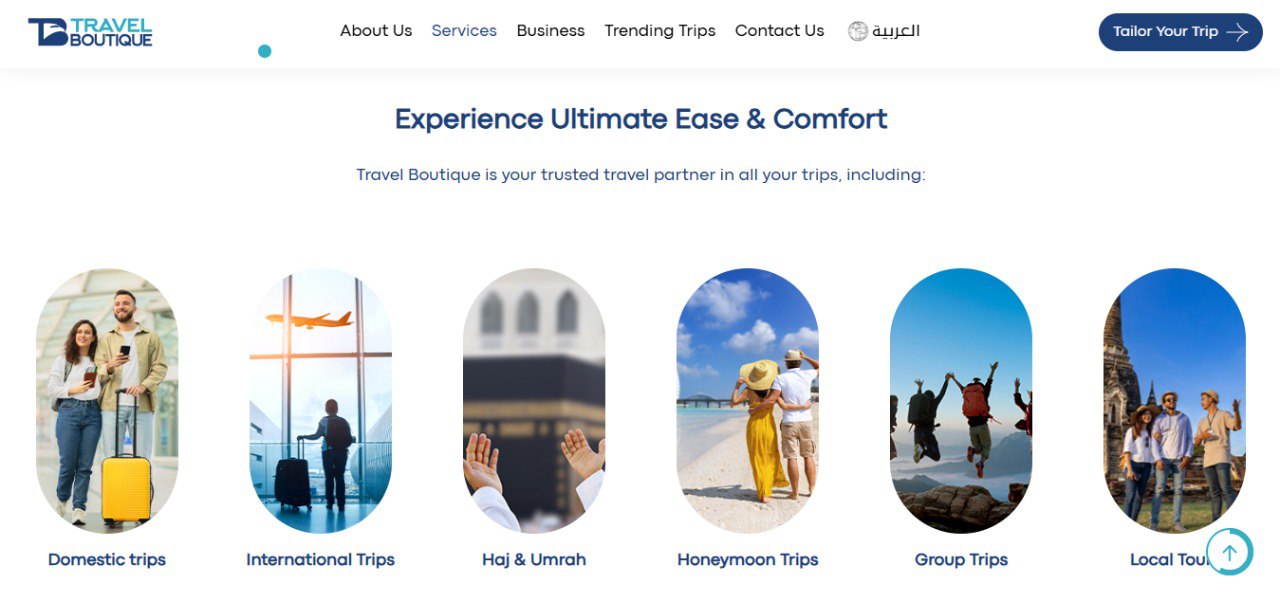 TRAVEL
BOUTIQUE
About Us
Services
Business
Trending Trips
Contact Us
العربية
Tailor Your Trip
Experience Ultimate Ease & Comfort
Travel Boutique is your trusted travel partner in all your trips, including:
Domestic trips
International Trips
Haj & Umrah
Honeymoon Trips
Group Trips
Local